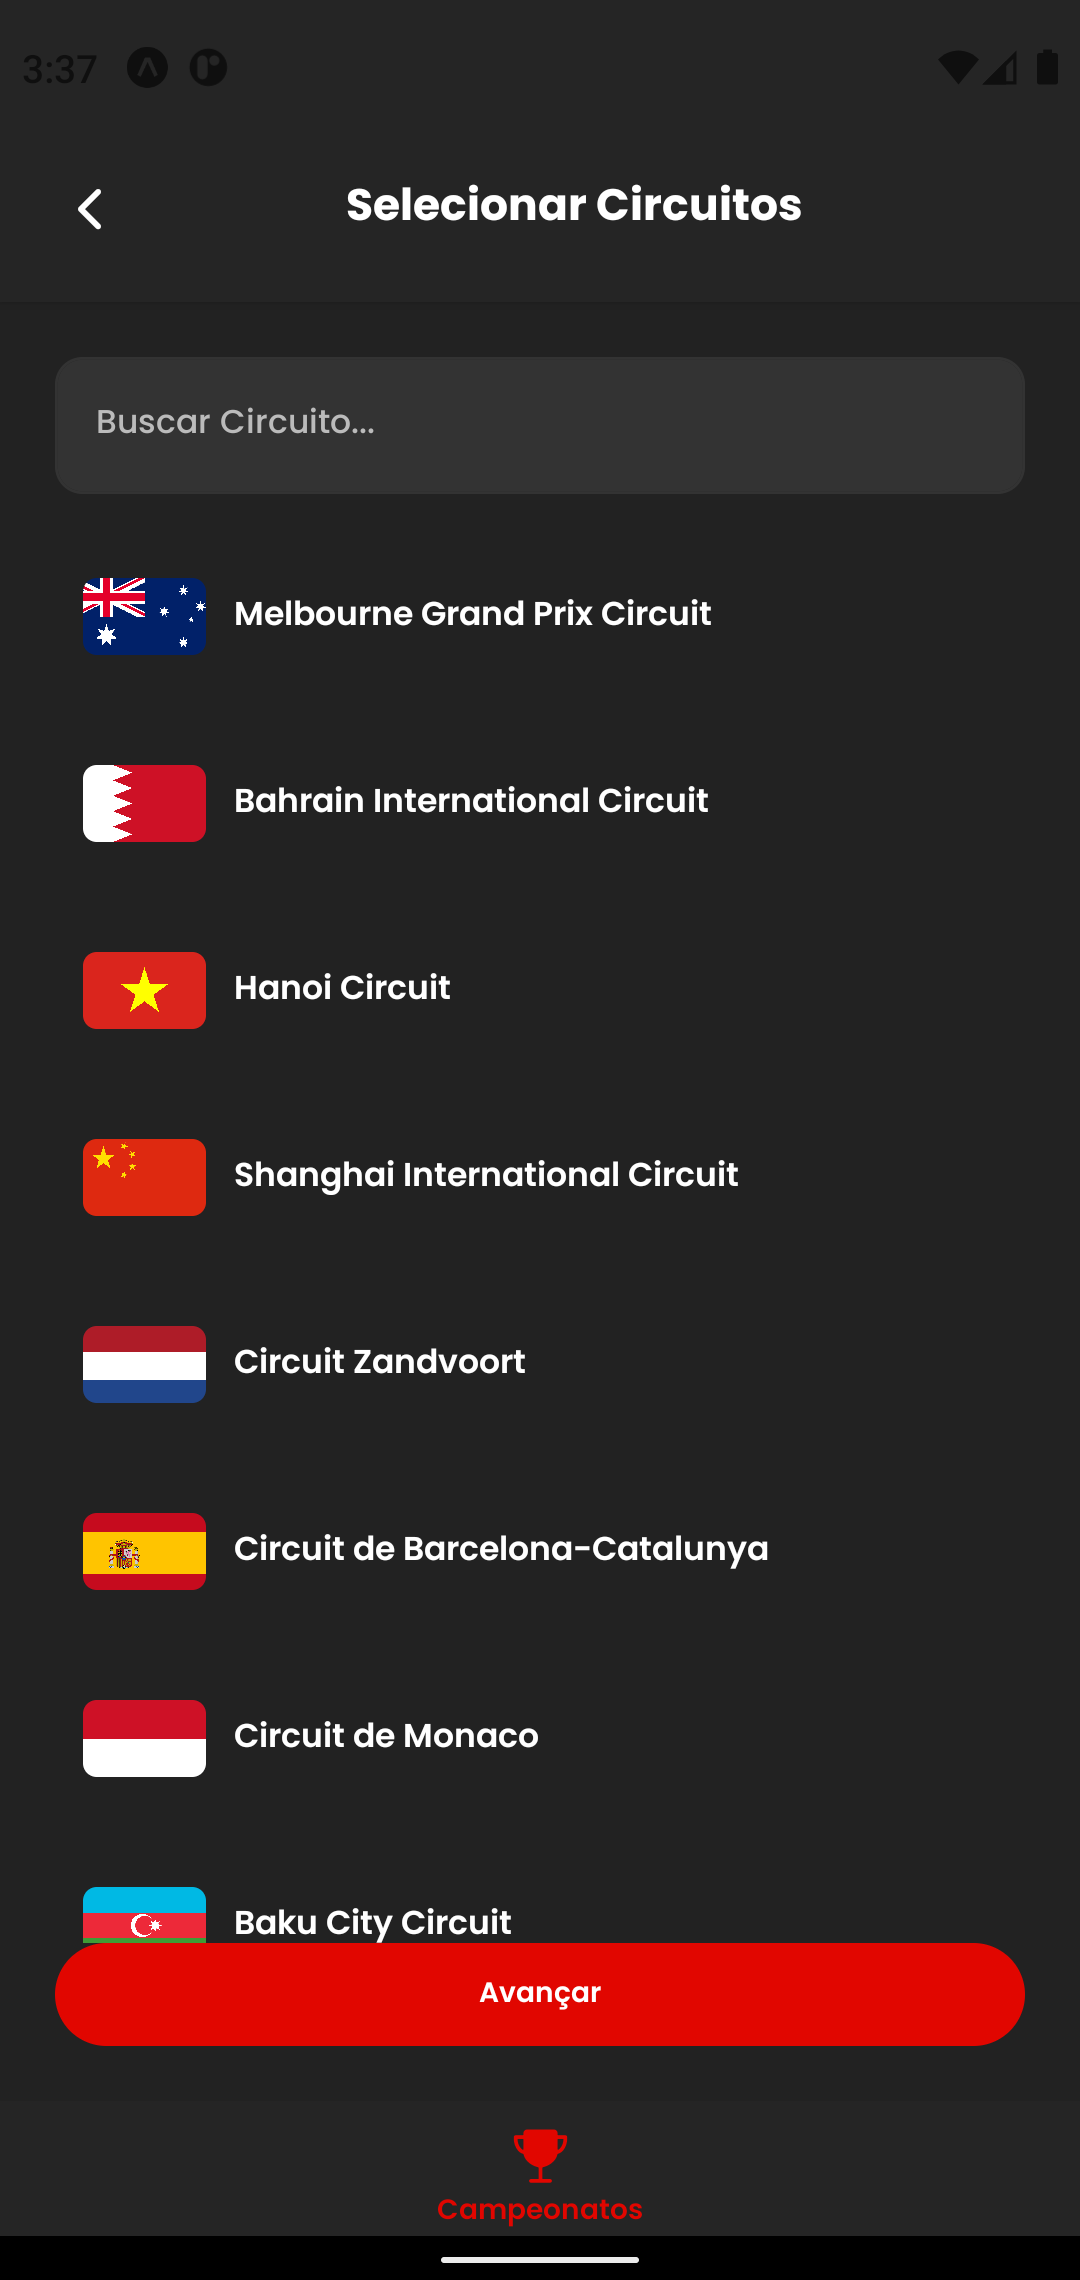 3:37
Selecionar Circuitos
Buscar Circuito...
Melbourne Grand Prix Circuit
Bahrain International Circuit
Hanoi Circuit
Shanghai International Circuit
Circuit Zandvoort
Circuit de Barcelona-Catalunya
Circuit de Monaco
Baku City Circuit
Avançar
Campeonatos